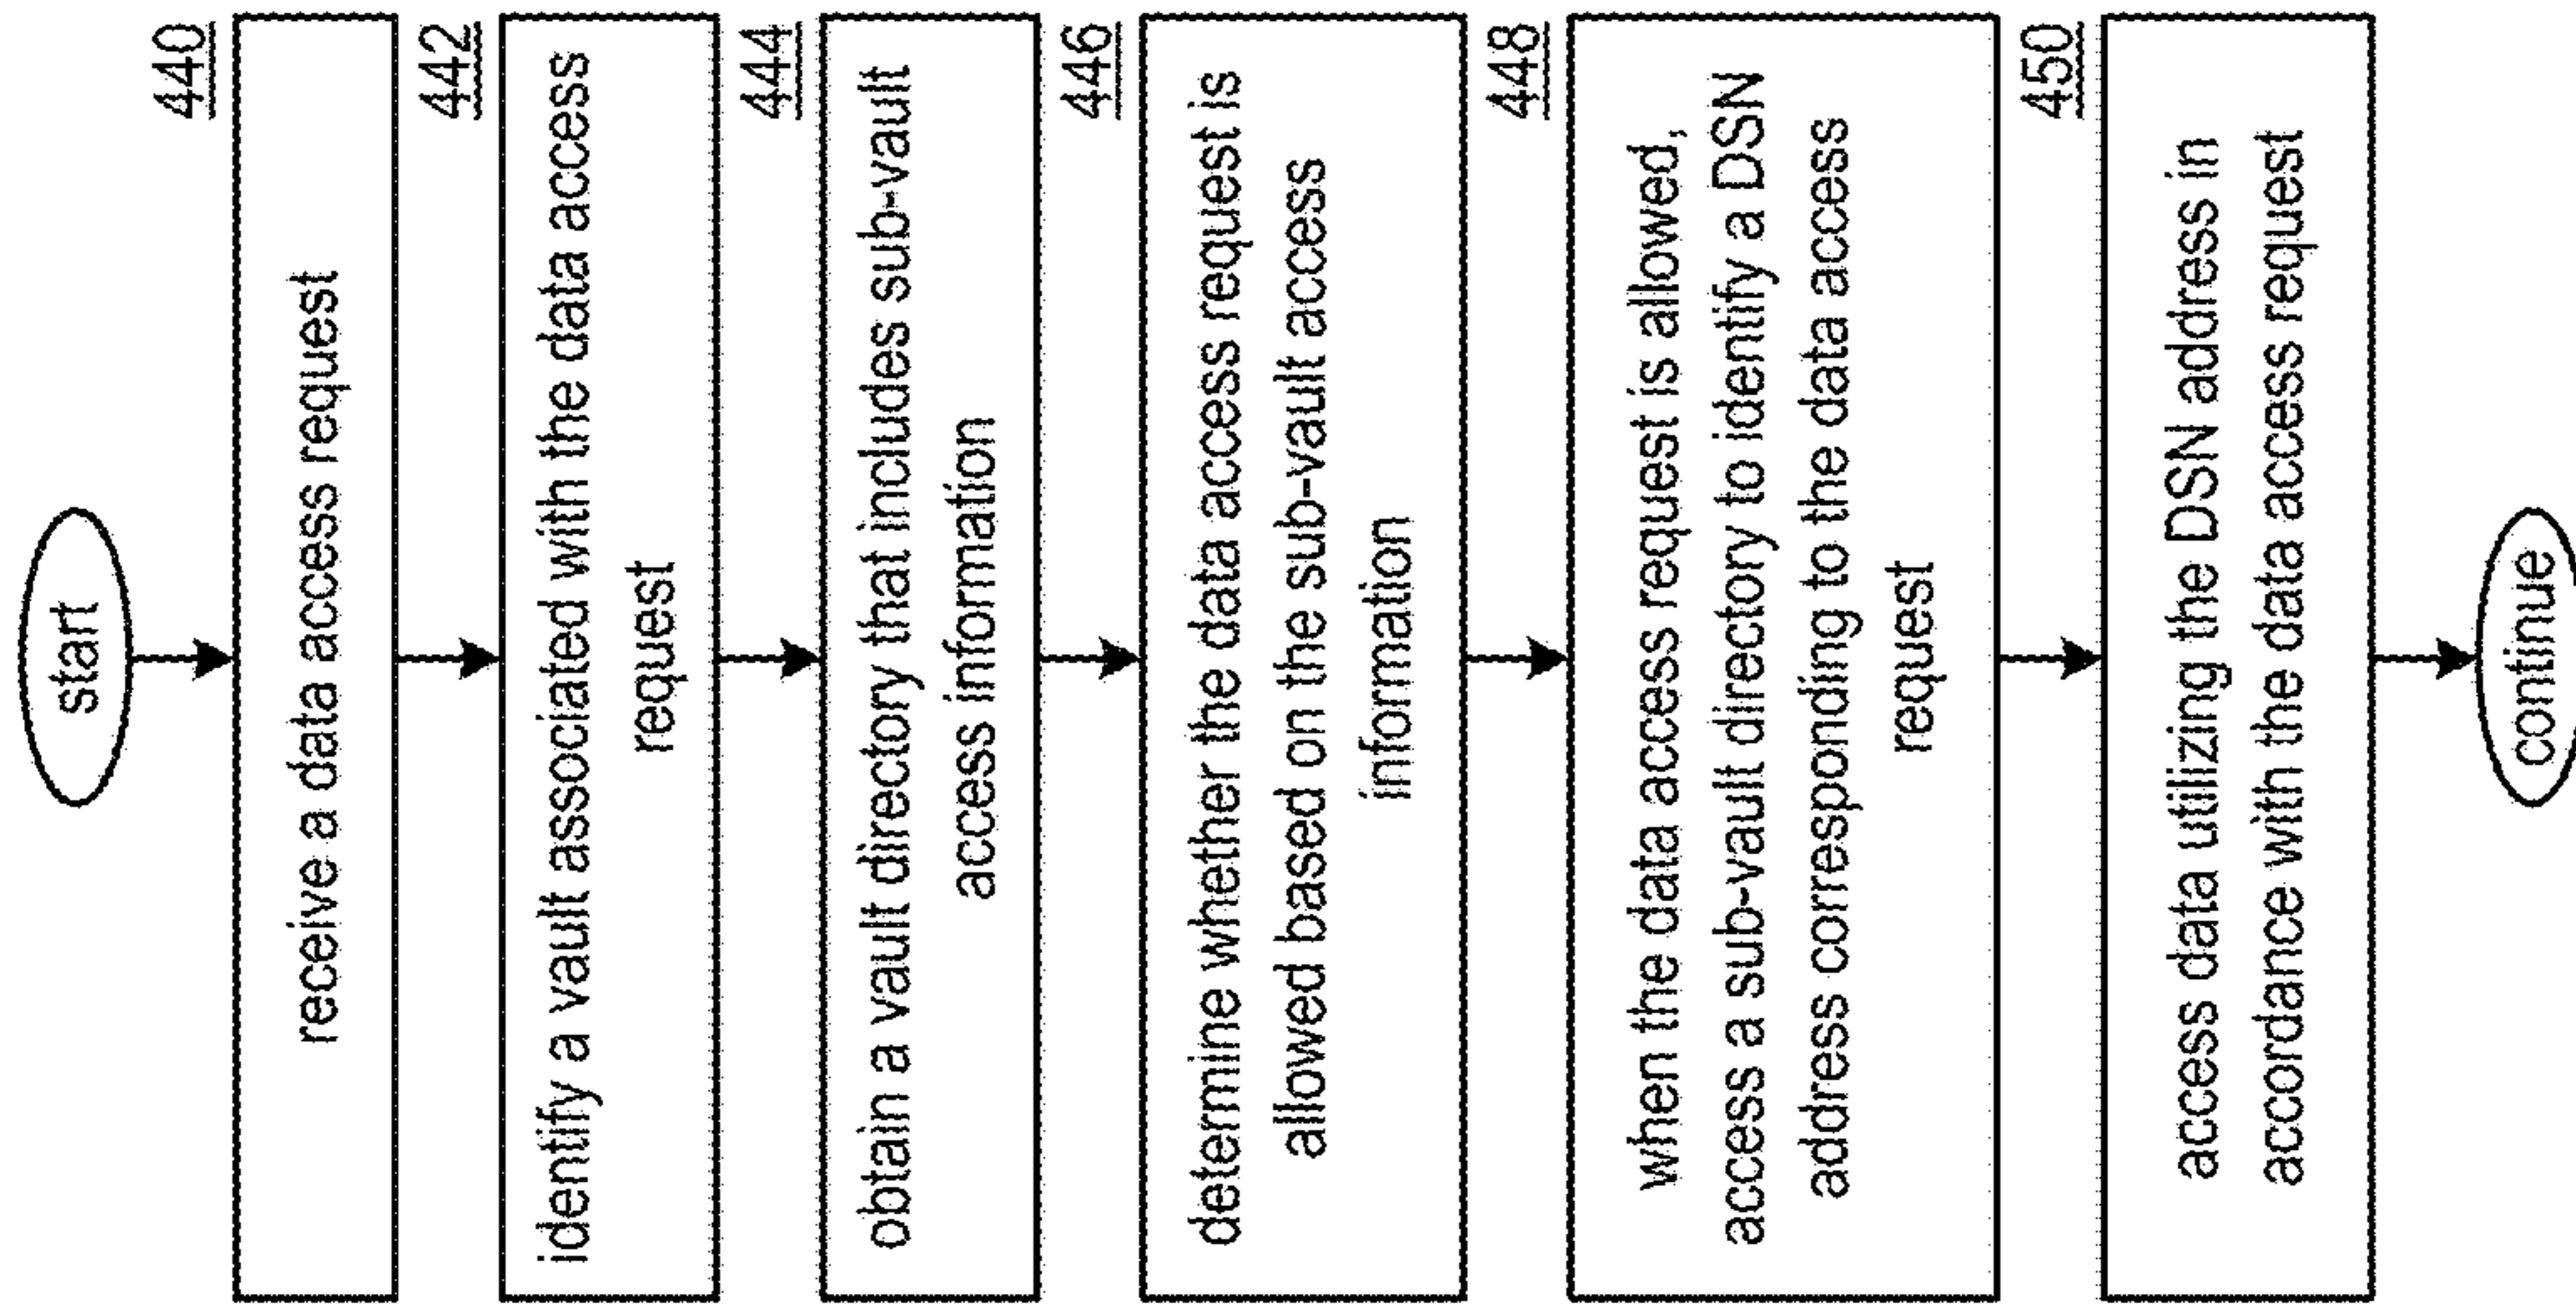 start
440
receive a data access request
442
identify a vault associated with the data access
request
444
obtain a vault directory that includes sub-vault
access information
446
determine whether the data access request is
allowed based on the sub-vault access
information
448
when the data access request is allowed,
access a sub-vault directory to identify a DSN
address corresponding to the data access
request
450
access data utilizing the DSN address in
accordance with the data access request
continue